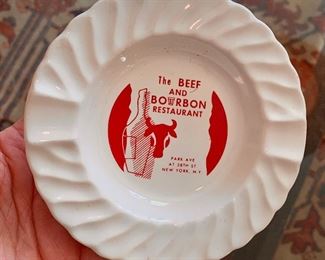 The BEEF
AND
BOURBON
RESTAURANT
PARK AVE
AT 28TH ST
NEW YORK, N.Y.